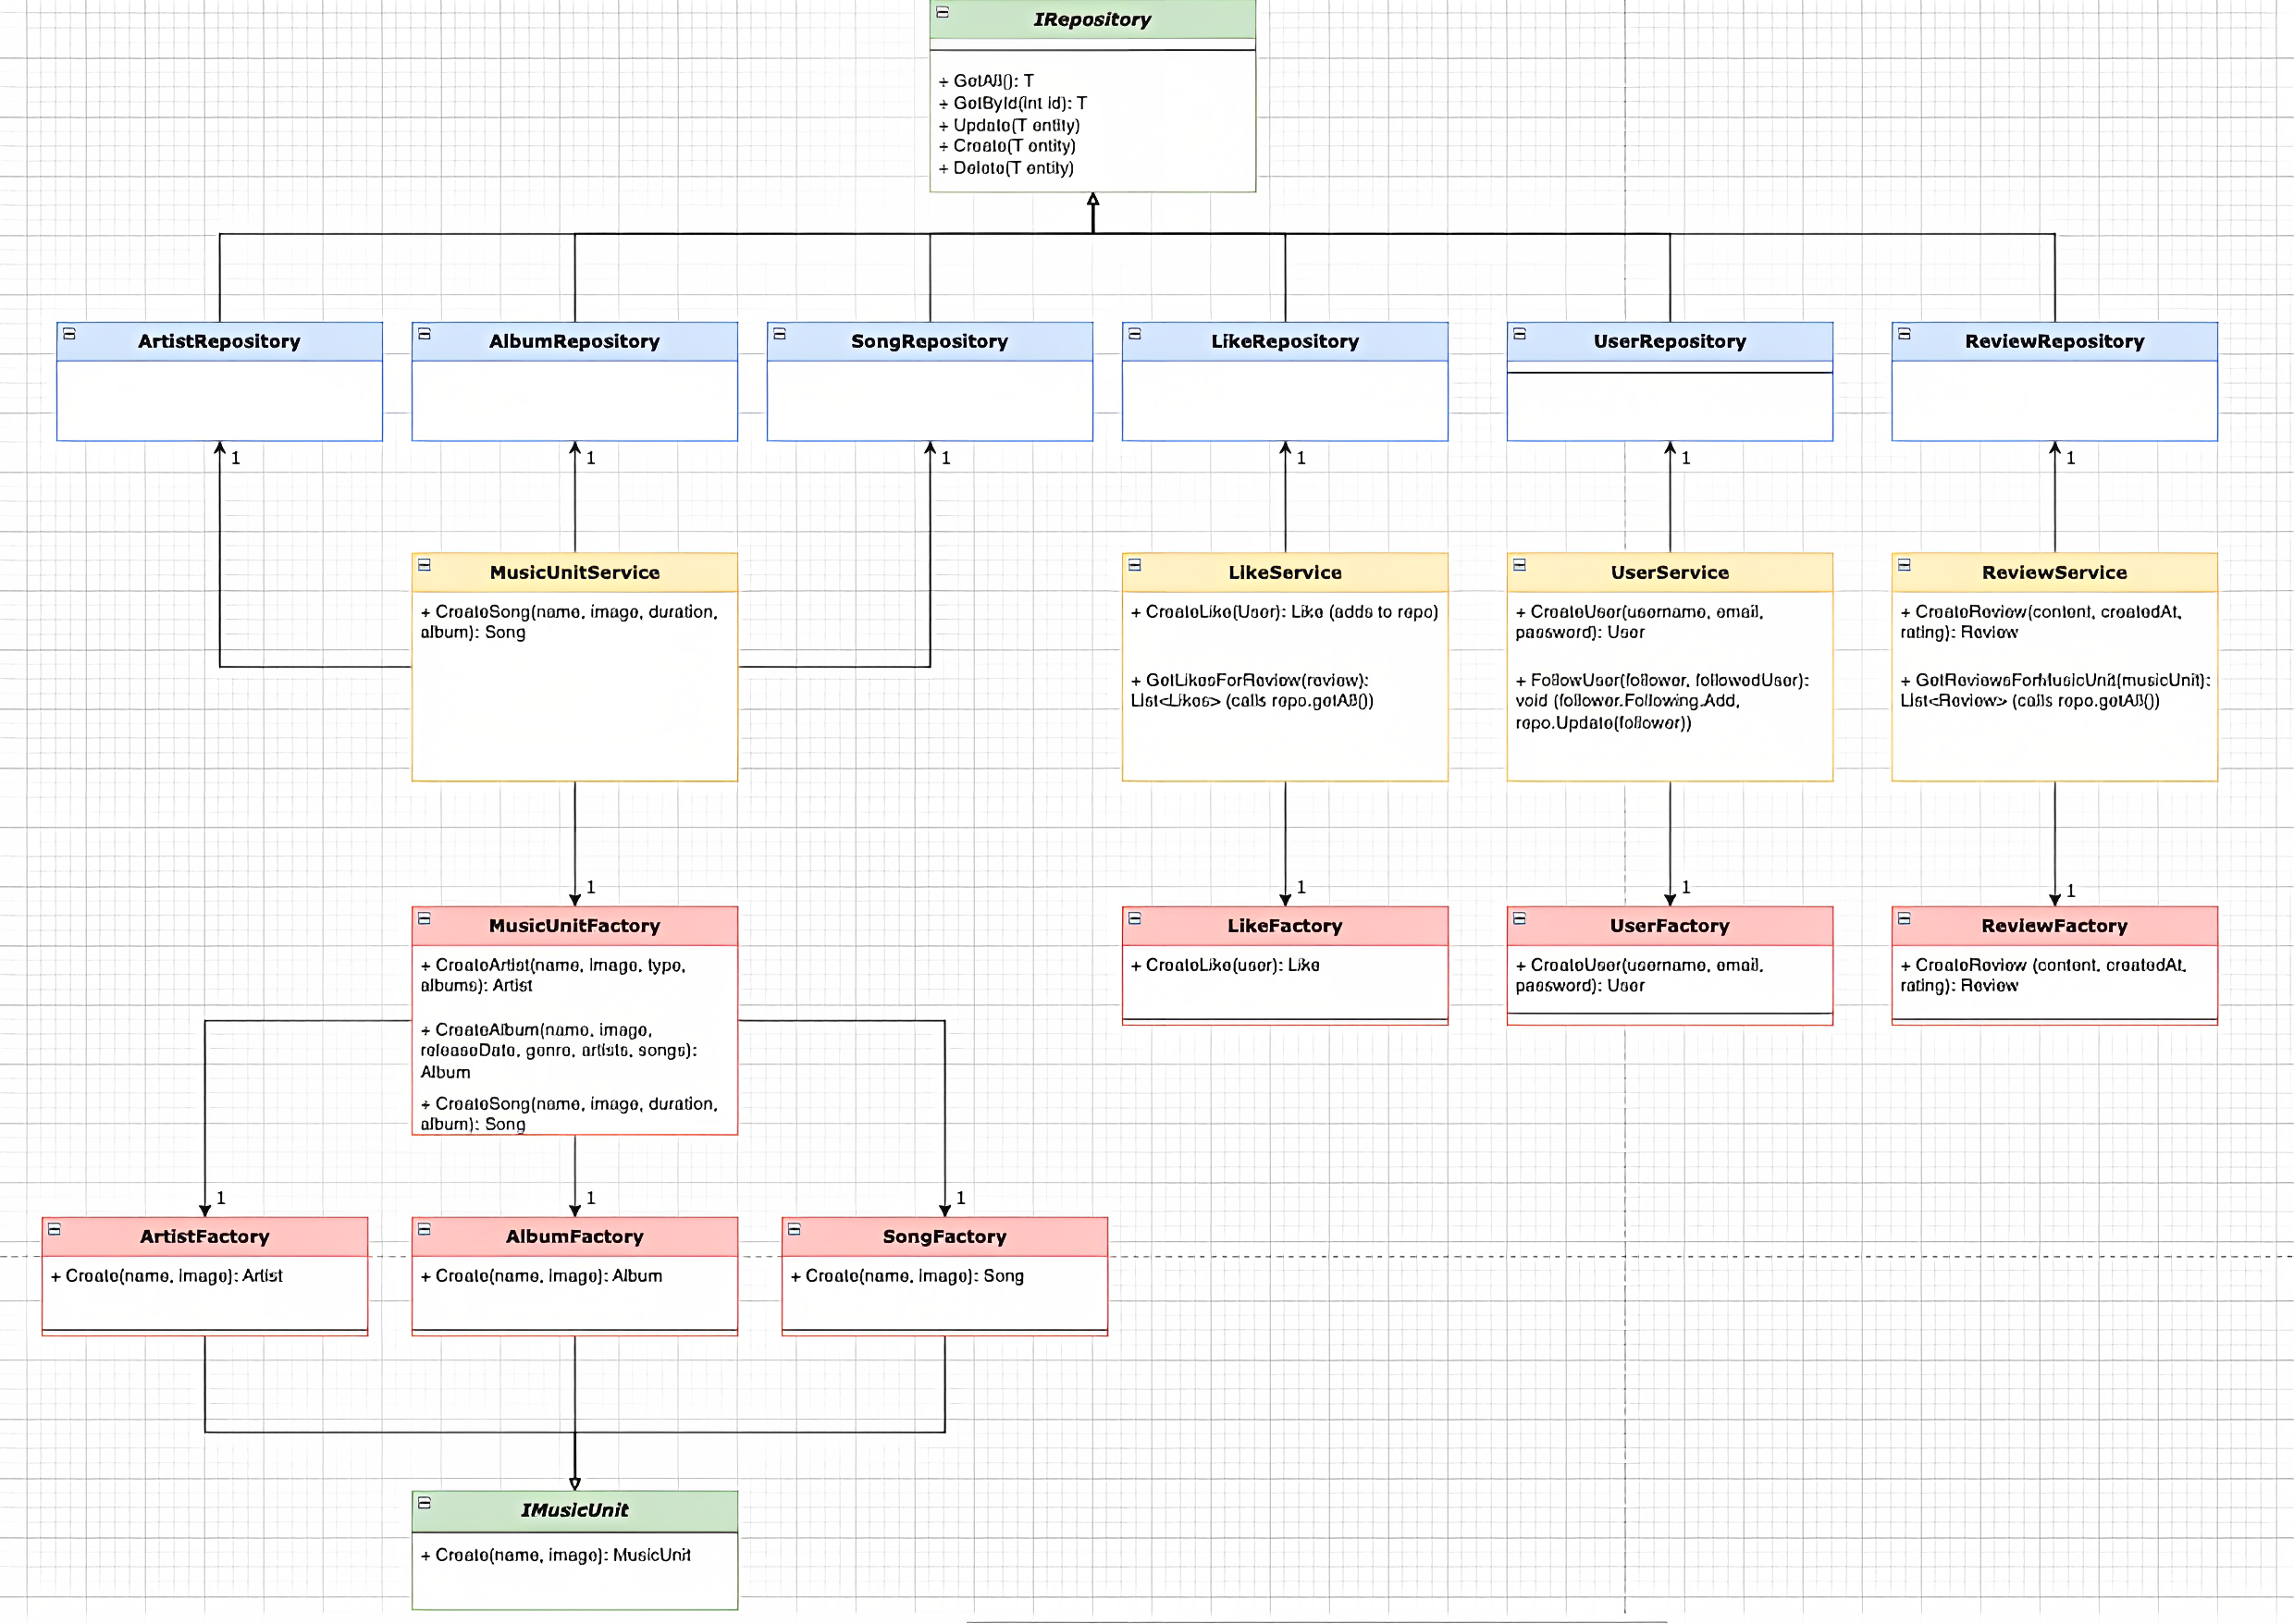 IRepository
+ GetAll(): T
+ GetById(int id): T
+ Update(T entity)
+ Create(T entity)
+ Delete(T entity)
ArtistRepository
AlbumRepository
SongRepository
LikeRepository
UserRepository
ReviewRepository
1
1
1
1
1
1
MusicUnitService
+ CreateSong(name, image, duration,
album): Song
LikeService
+ CreateLike(User): Like (adds to repo)
+ GetLikesForReview(review):
List<Likes> (calls repo.getAll())
UserService
+ CreateUser(username, email,
password): User
+ FollowUser(follower, followedUser):
void (follower.Following.Add,
repo.Update(follower))
ReviewService
+ CreateReview(content, createdAt,
rating): Review
+ GetReviewsForMusicUnit(musicUnit):
List<Review> (calls repo.getAll())
1
1
1
1
MusicUnitFactory
+ CreateArtist(name, image, type,
albums): Artist
+ CreateAlbum(name, image,
releaseDate, genre, artists, songs):
Album
+ CreateSong(name, image, duration,
album): Song
LikeFactory
+ CreateLike(user): Like
UserFactory
+ CreateUser(username, email,
password): User
ReviewFactory
+ CreateReview (content, createdAt,
rating): Review
1
1
1
ArtistFactory
+ Create(name, image): Artist
AlbumFactory
+ Create(name, image): Album
SongFactory
+ Create(name, image): Song
IMusicUnit
+ Create(name, image): MusicUnit